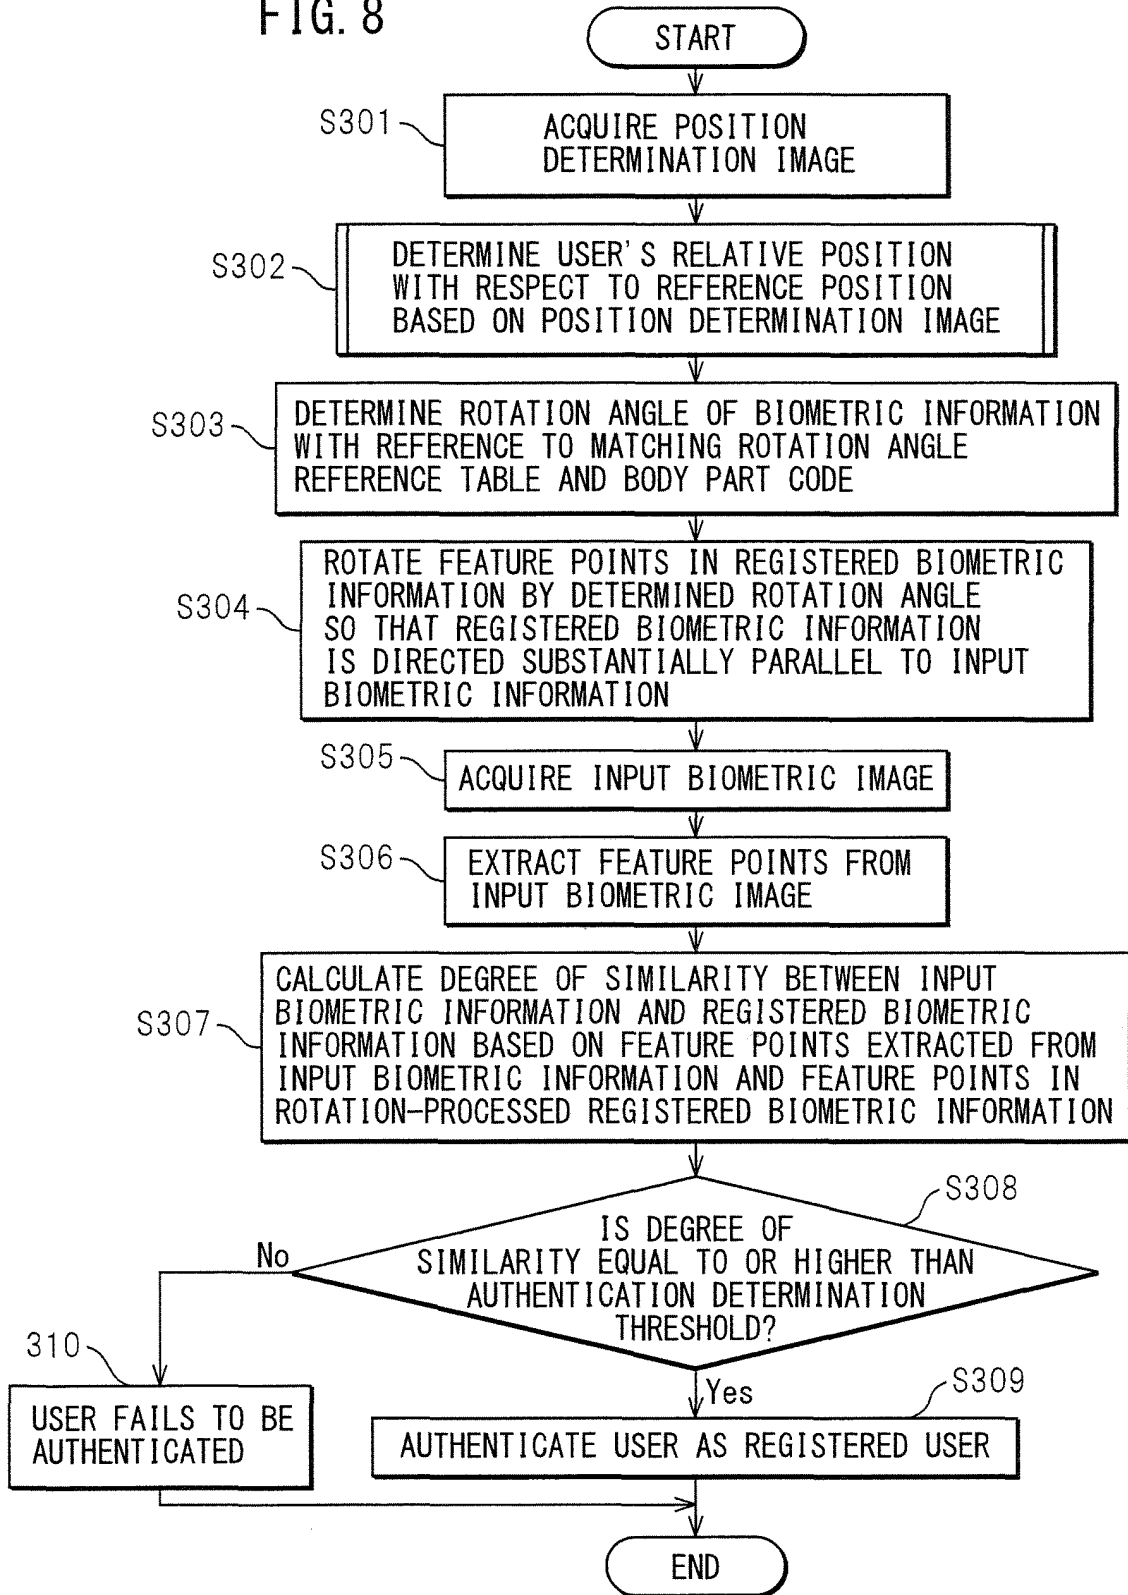 FIG. 8
START
S301
ACQUIRE POSITION
DETERMINATION IMAGE
S302
DETERMINE USER'S RELATIVE POSITION
WITH RESPECT TO REFERENCE POSITION
BASED ON POSITION DETERMINATION IMAGE
S303
DETERMINE ROTATION ANGLE OF BIOMETRIC INFORMATION
WITH REFERENCE TO MATCHING ROTATION ANGLE
REFERENCE TABLE AND BODY PART CODE
S304
ROTATE FEATURE POINTS IN REGISTERED BIOMETRIC
INFORMATION BY DETERMINED ROTATION ANGLE
SO THAT REGISTERED BIOMETRIC INFORMATION
IS DIRECTED SUBSTANTIALLY PARALLEL TO INPUT
BIOMETRIC INFORMATION
S305
ACQUIRE INPUT BIOMETRIC IMAGE
S306
EXTRACT FEATURE POINTS FROM
INPUT BIOMETRIC IMAGE
S307
CALCULATE DEGREE OF SIMILARITY BETWEEN INPUT
BIOMETRIC INFORMATION AND REGISTERED BIOMETRIC
INFORMATION BASED ON FEATURE POINTS EXTRACTED FROM
INPUT BIOMETRIC INFORMATION AND FEATURE POINTS IN
ROTATION-PROCESSED REGISTERED BIOMETRIC INFORMATION
S308
IS DEGREE OF
SIMILARITY EQUAL TO OR HIGHER THAN
AUTHENTICATION DETERMINATION
THRESHOLD?
No
310
USER FAILS TO BE
AUTHENTICATED
Yes
S309
AUTHENTICATE USER AS REGISTERED USER
END